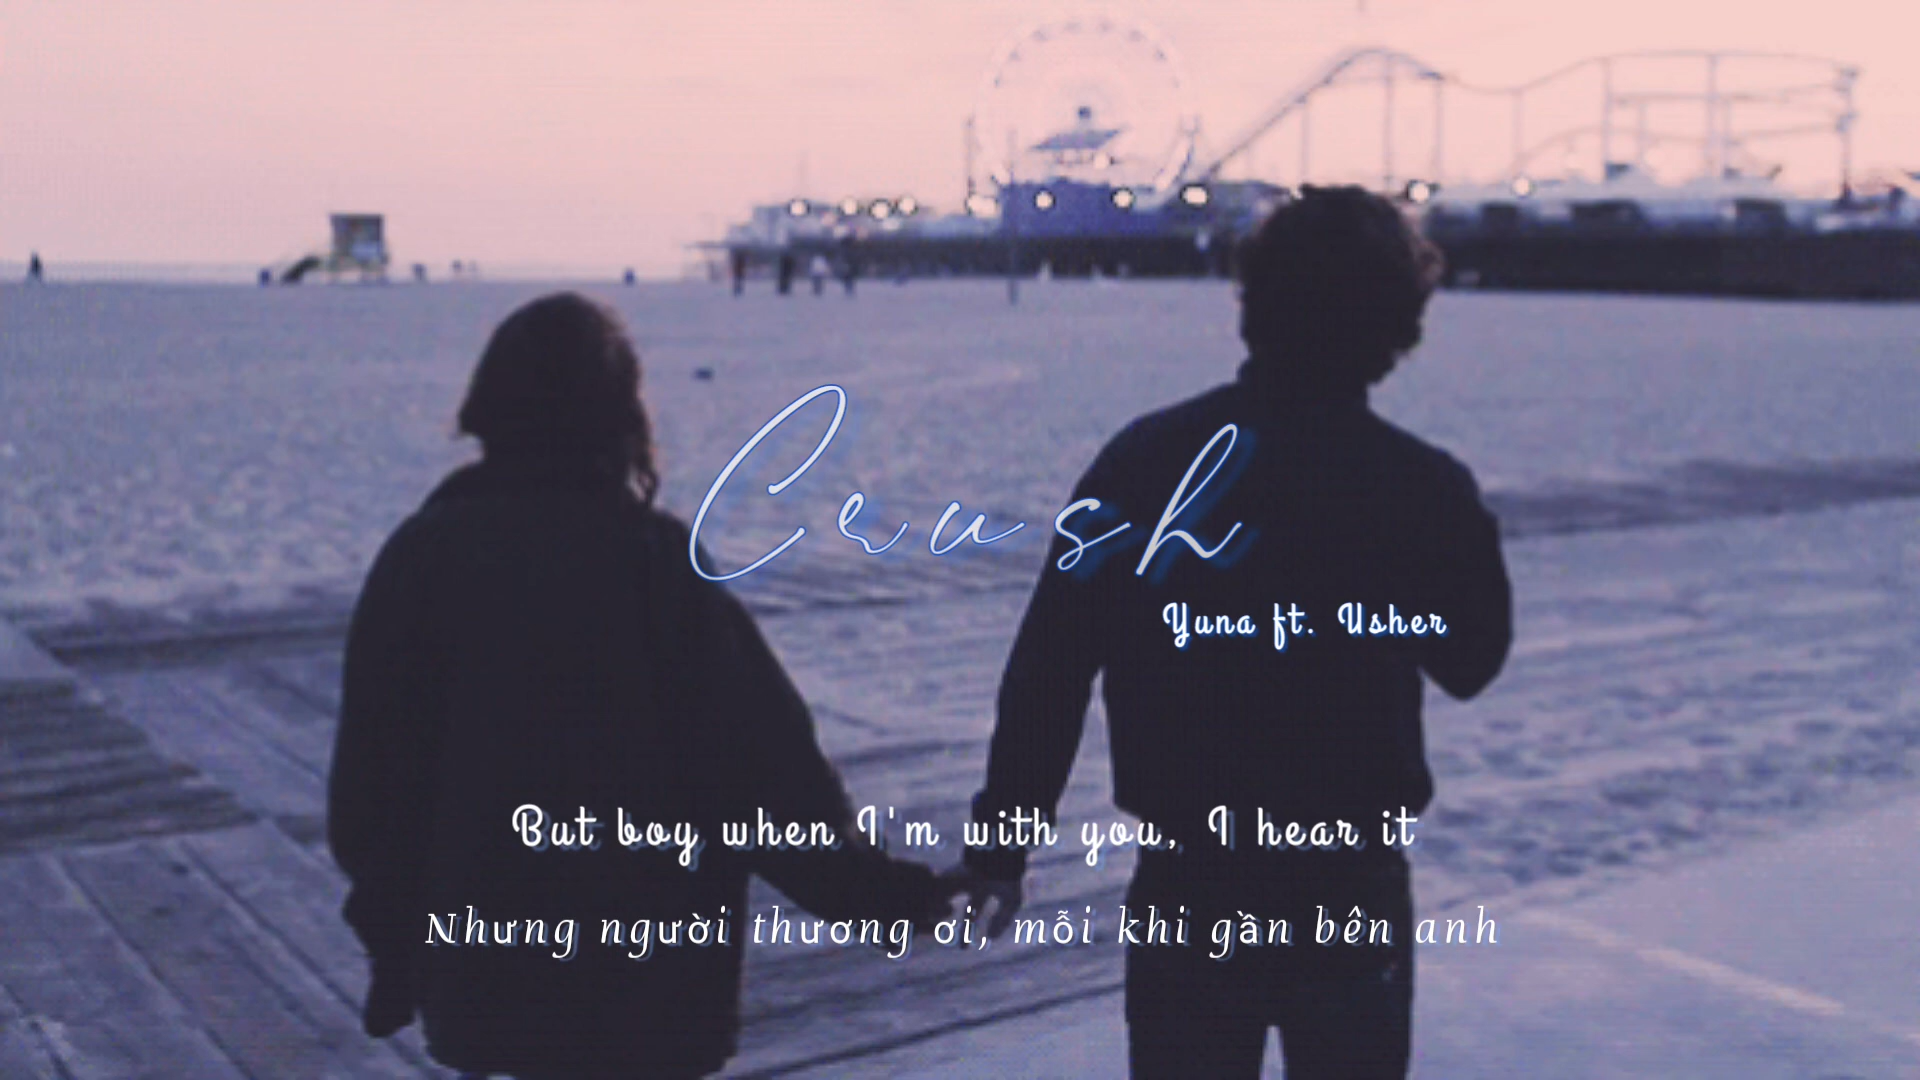 Crush
Yuna ft. Usher
But boy when I'm with you, I hear it
Nhưng người thương ơi, mỗi khi gần bên anh